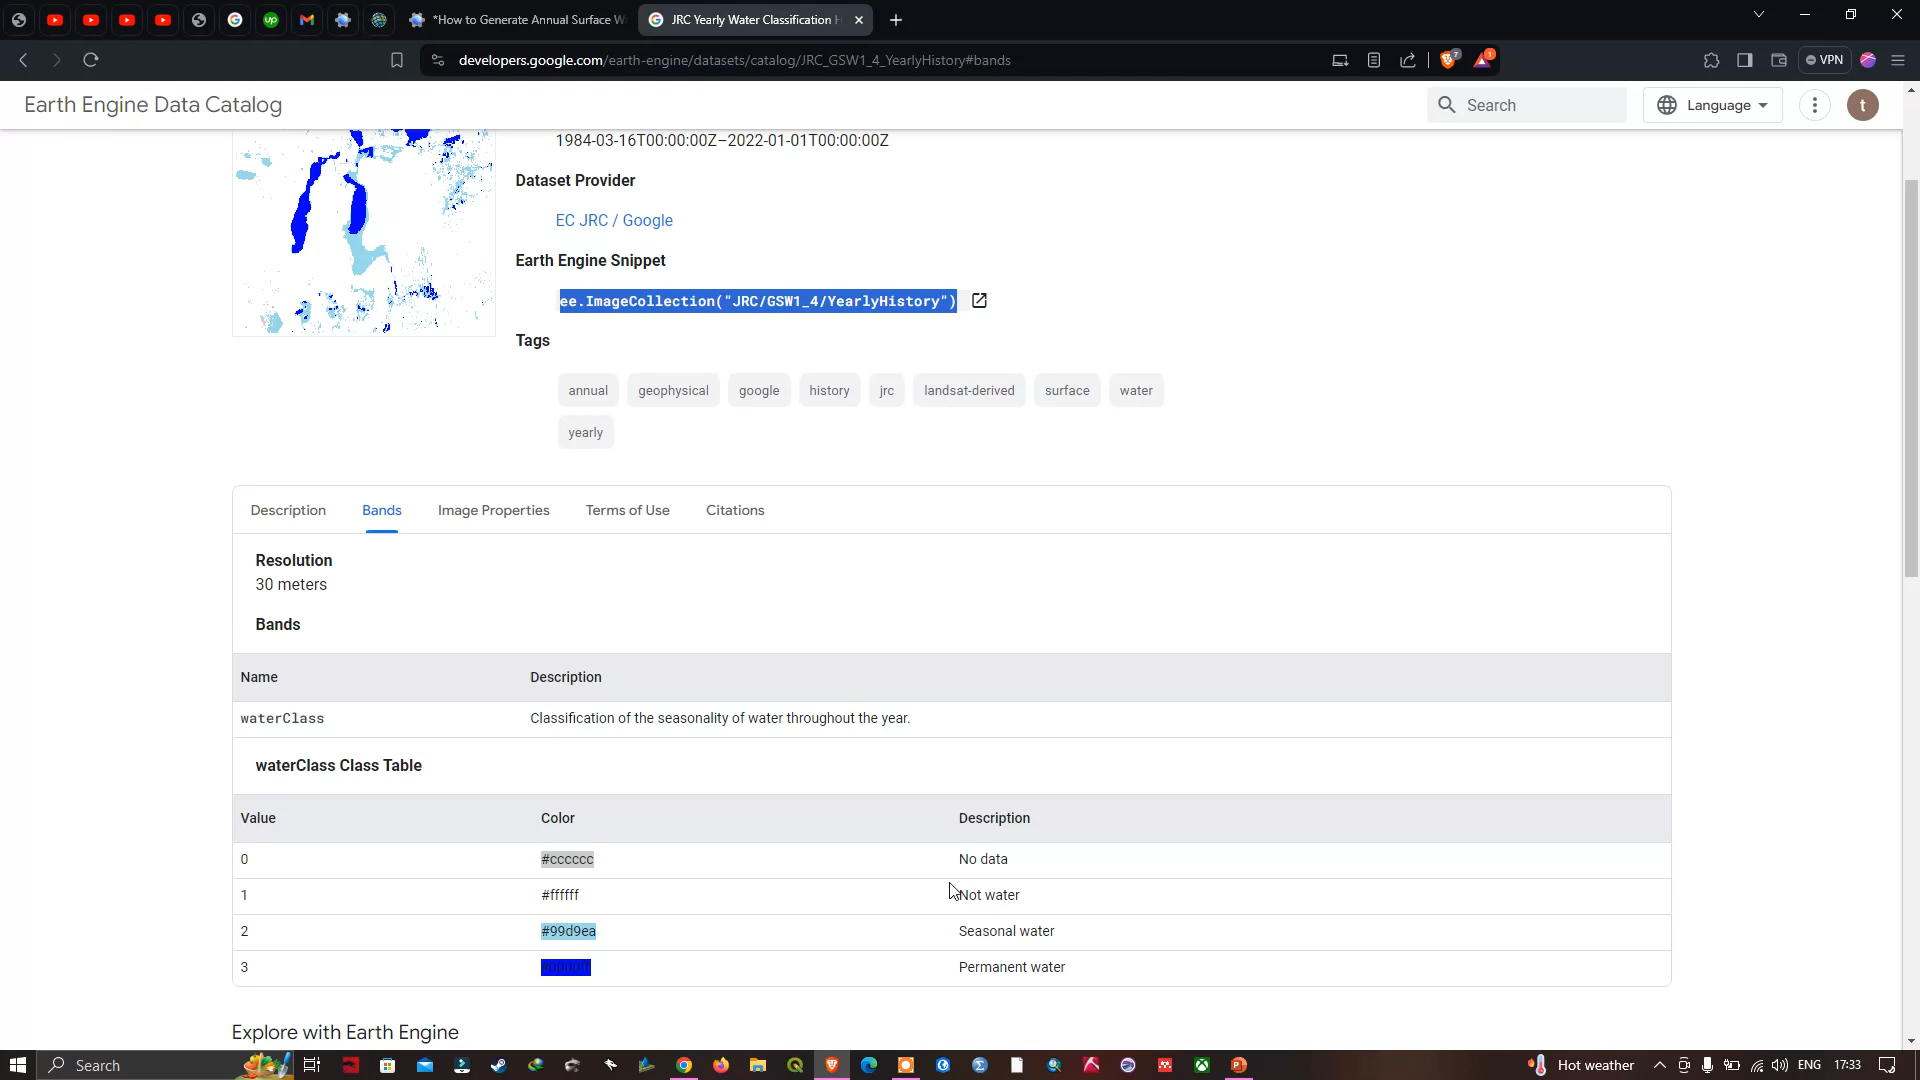 *How to Generate Annual Surface W
JRC Yearly Water Classification H
developers.google.com/earth-engine/datasets/catalog/JRC_GSW1_4_YearlyHistory#bands
7
1
VPN
Earth Engine Data Catalog
Search
Language
t
1984-03-16T00:00:00Z–2022-01-01T00:00:00Z
Dataset Provider
EC JRC / Google
Earth Engine Snippet
ee.ImageCollection("JRC/GSW1_4/YearlyHistory")
Tags
annual geophysical google history jrc landsat-derived surface water
yearly
Description Bands Image Properties Terms of Use Citations
Resolution
30 meters
Bands
Name Description
waterClass Classification of the seasonality of water throughout the year.
waterClass Class Table
Value Color Description
0 #cccccc No data
1 #ffffff Not water
2 #99d9ea Seasonal water
3 Permanent water
Explore with Earth Engine
Search
Hot weather
ENG 17:33